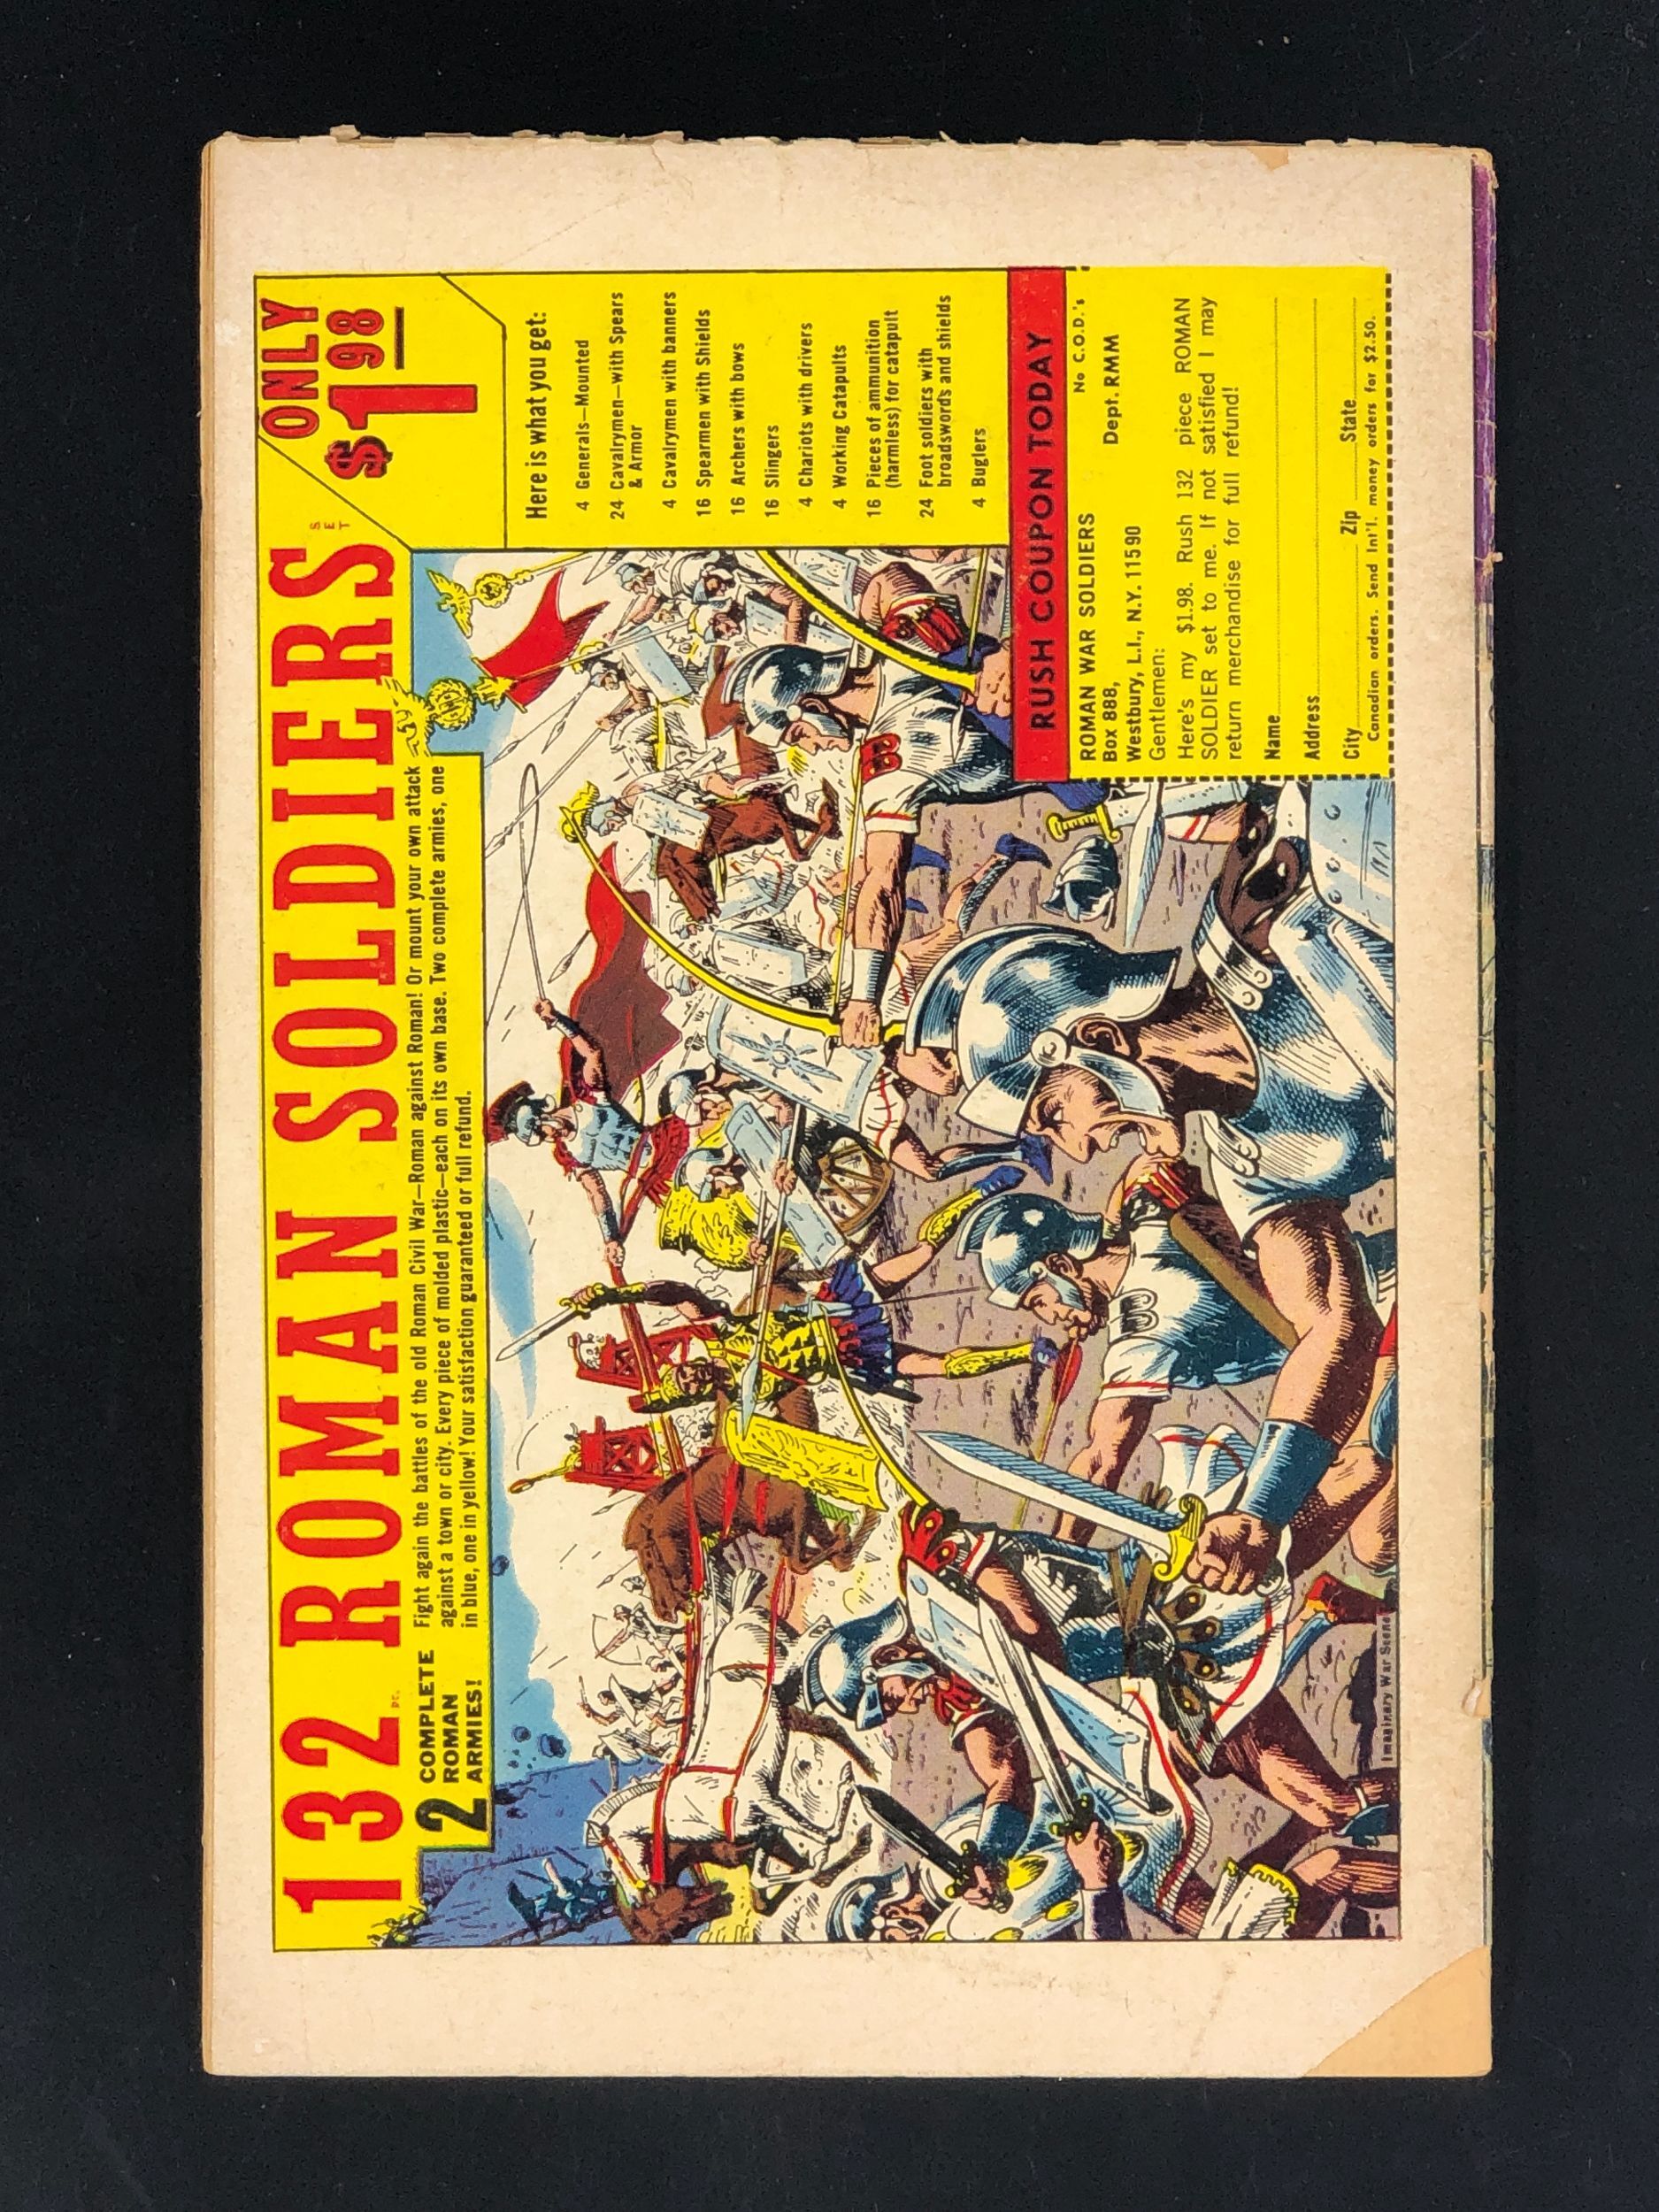 132 PC. ROMAN SOLDIERS SET
ONLY
$1.98
2 COMPLETE
ROMAN
ARMIES!
Fight again the battles of the old Roman Civil War—Roman against Roman! Or mount your own attack
against a town or city. Every piece of molded plastic—each on its own base. Two complete armies, one
in blue, one in yellow! Your satisfaction guaranteed or full refund.
Here is what you get:
4 Generals—Mounted
24 Cavalrymen—with Spears
& Armor
4 Cavalrymen with banners
16 Spearmen with Shields
16 Archers with bows
16 Slingers
4 Chariots with drivers
4 Working Catapults
16 Pieces of ammunition
(harmless) for catapult
24 Foot soldiers with
broadswords and shields
4 Buglers
RUSH COUPON TODAY
No C.O.D.'s
ROMAN WAR SOLDIERS
Box 888, Dept. RMM
Westbury, L.I., N.Y. 11590
Gentlemen:
Here's my $1.98. Rush 132 piece ROMAN
SOLDIER set to me. If not satisfied I may
return merchandise for full refund!
Name
Address
City Zip State
Canadian orders. Send Int'l. money orders for $2.50.
Imaginary War Scene